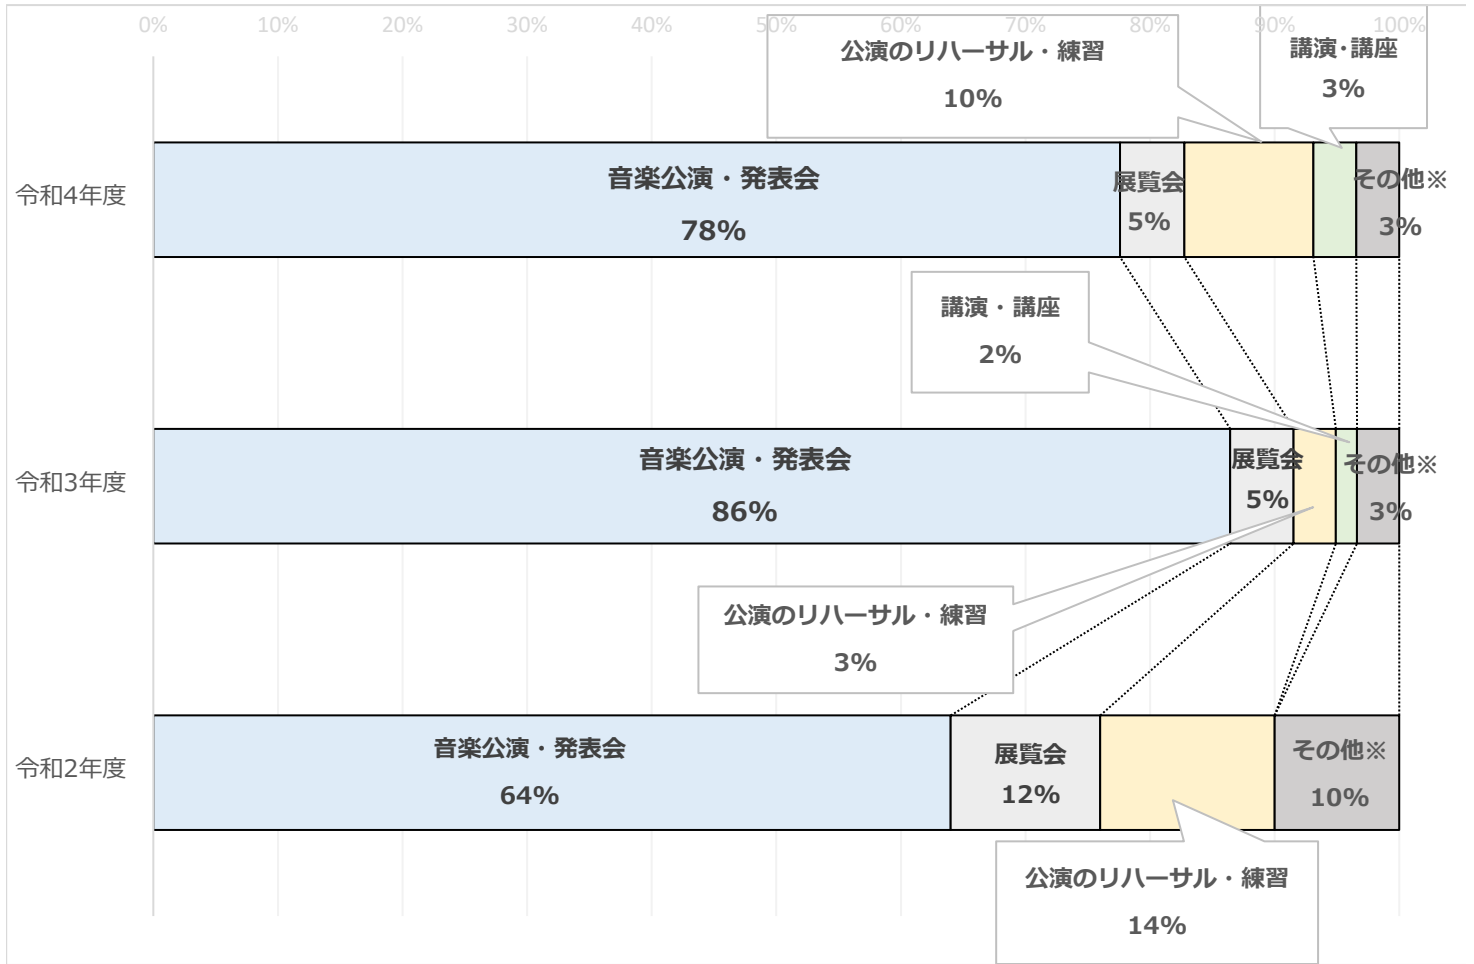 0% 10% 20% 30% 40% 50% 60% 70% 80% 90% 100%
公演のリハーサル・練習
10%
講演・講座
3%
令和4年度
音楽公演・発表会
78%
展覧会
5%
その他※
3%
講演・講座
2%
令和3年度
音楽公演・発表会
86%
展覧会
5%
その他※
3%
公演のリハーサル・練習
3%
令和2年度
音楽公演・発表会
64%
展覧会
12%
その他※
10%
公演のリハーサル・練習
14%